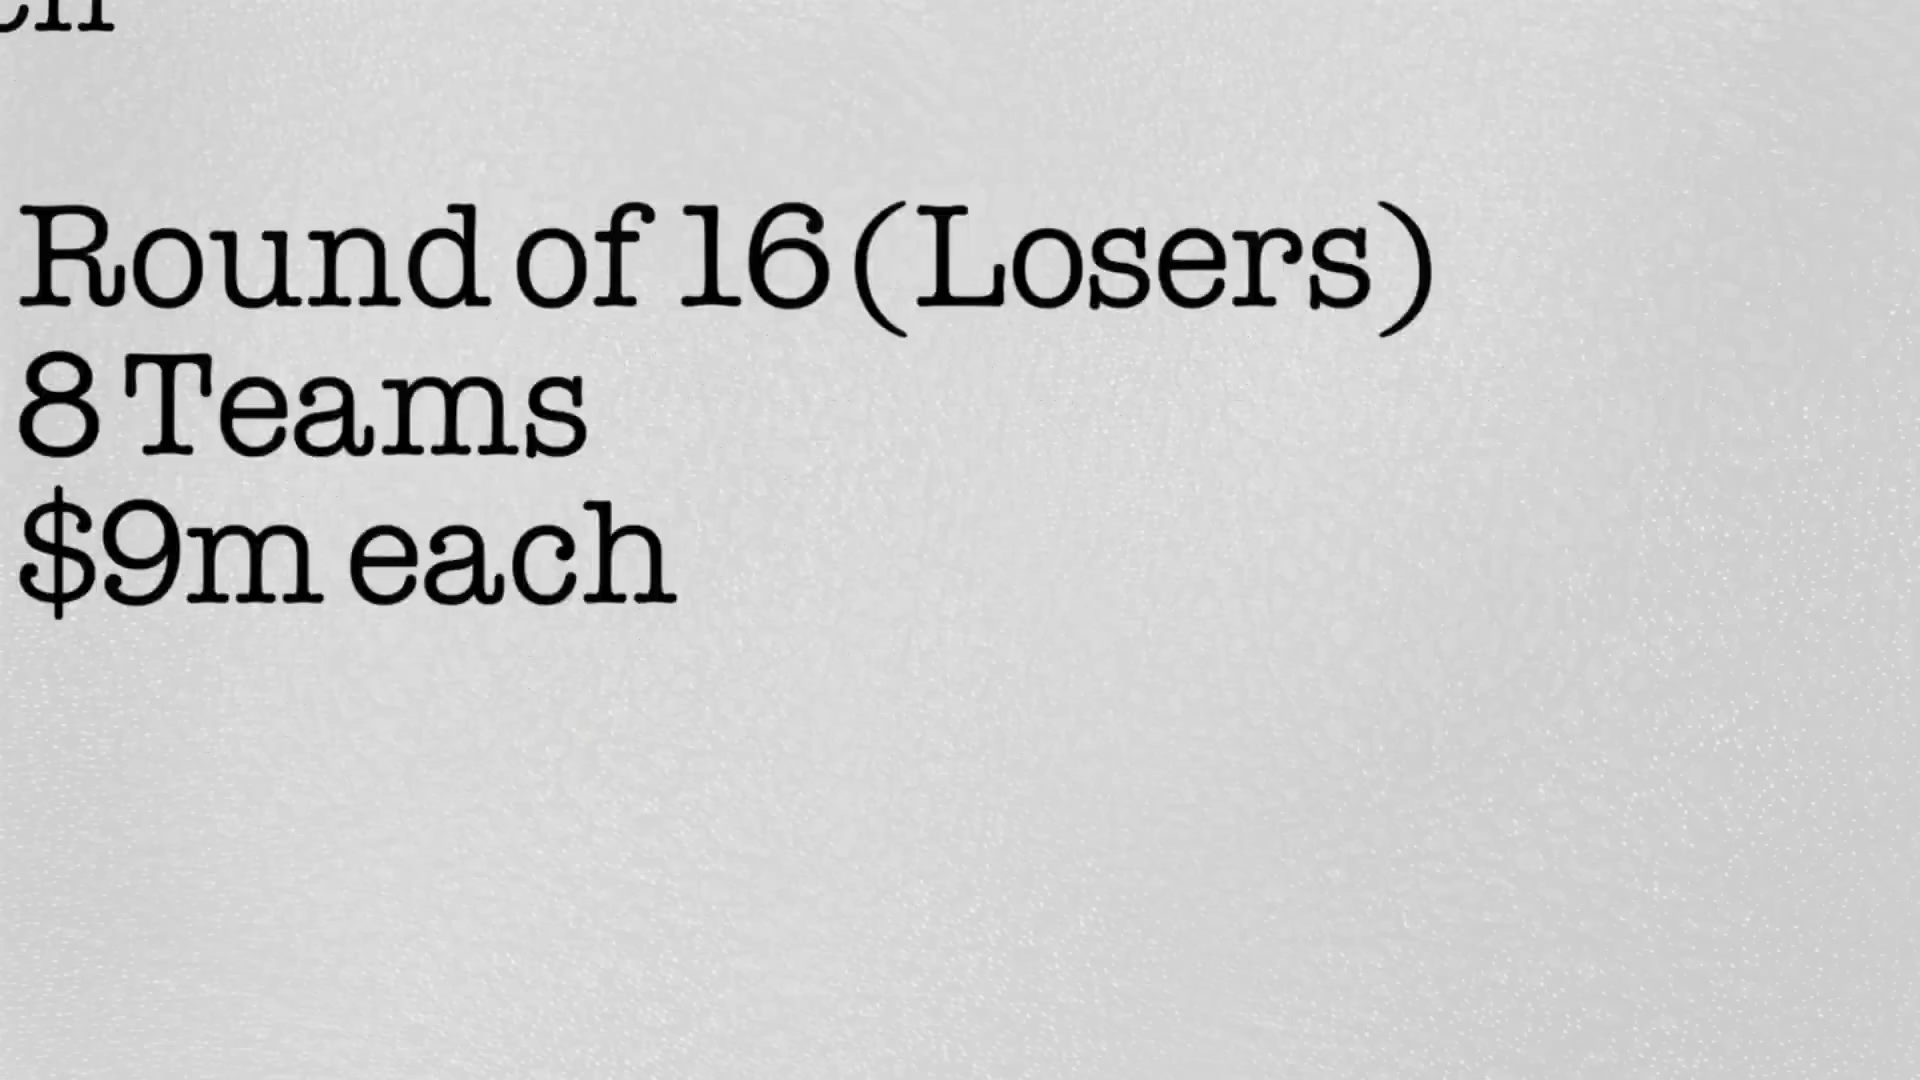 Round of 16 (Losers)
8 Teams
$9m each